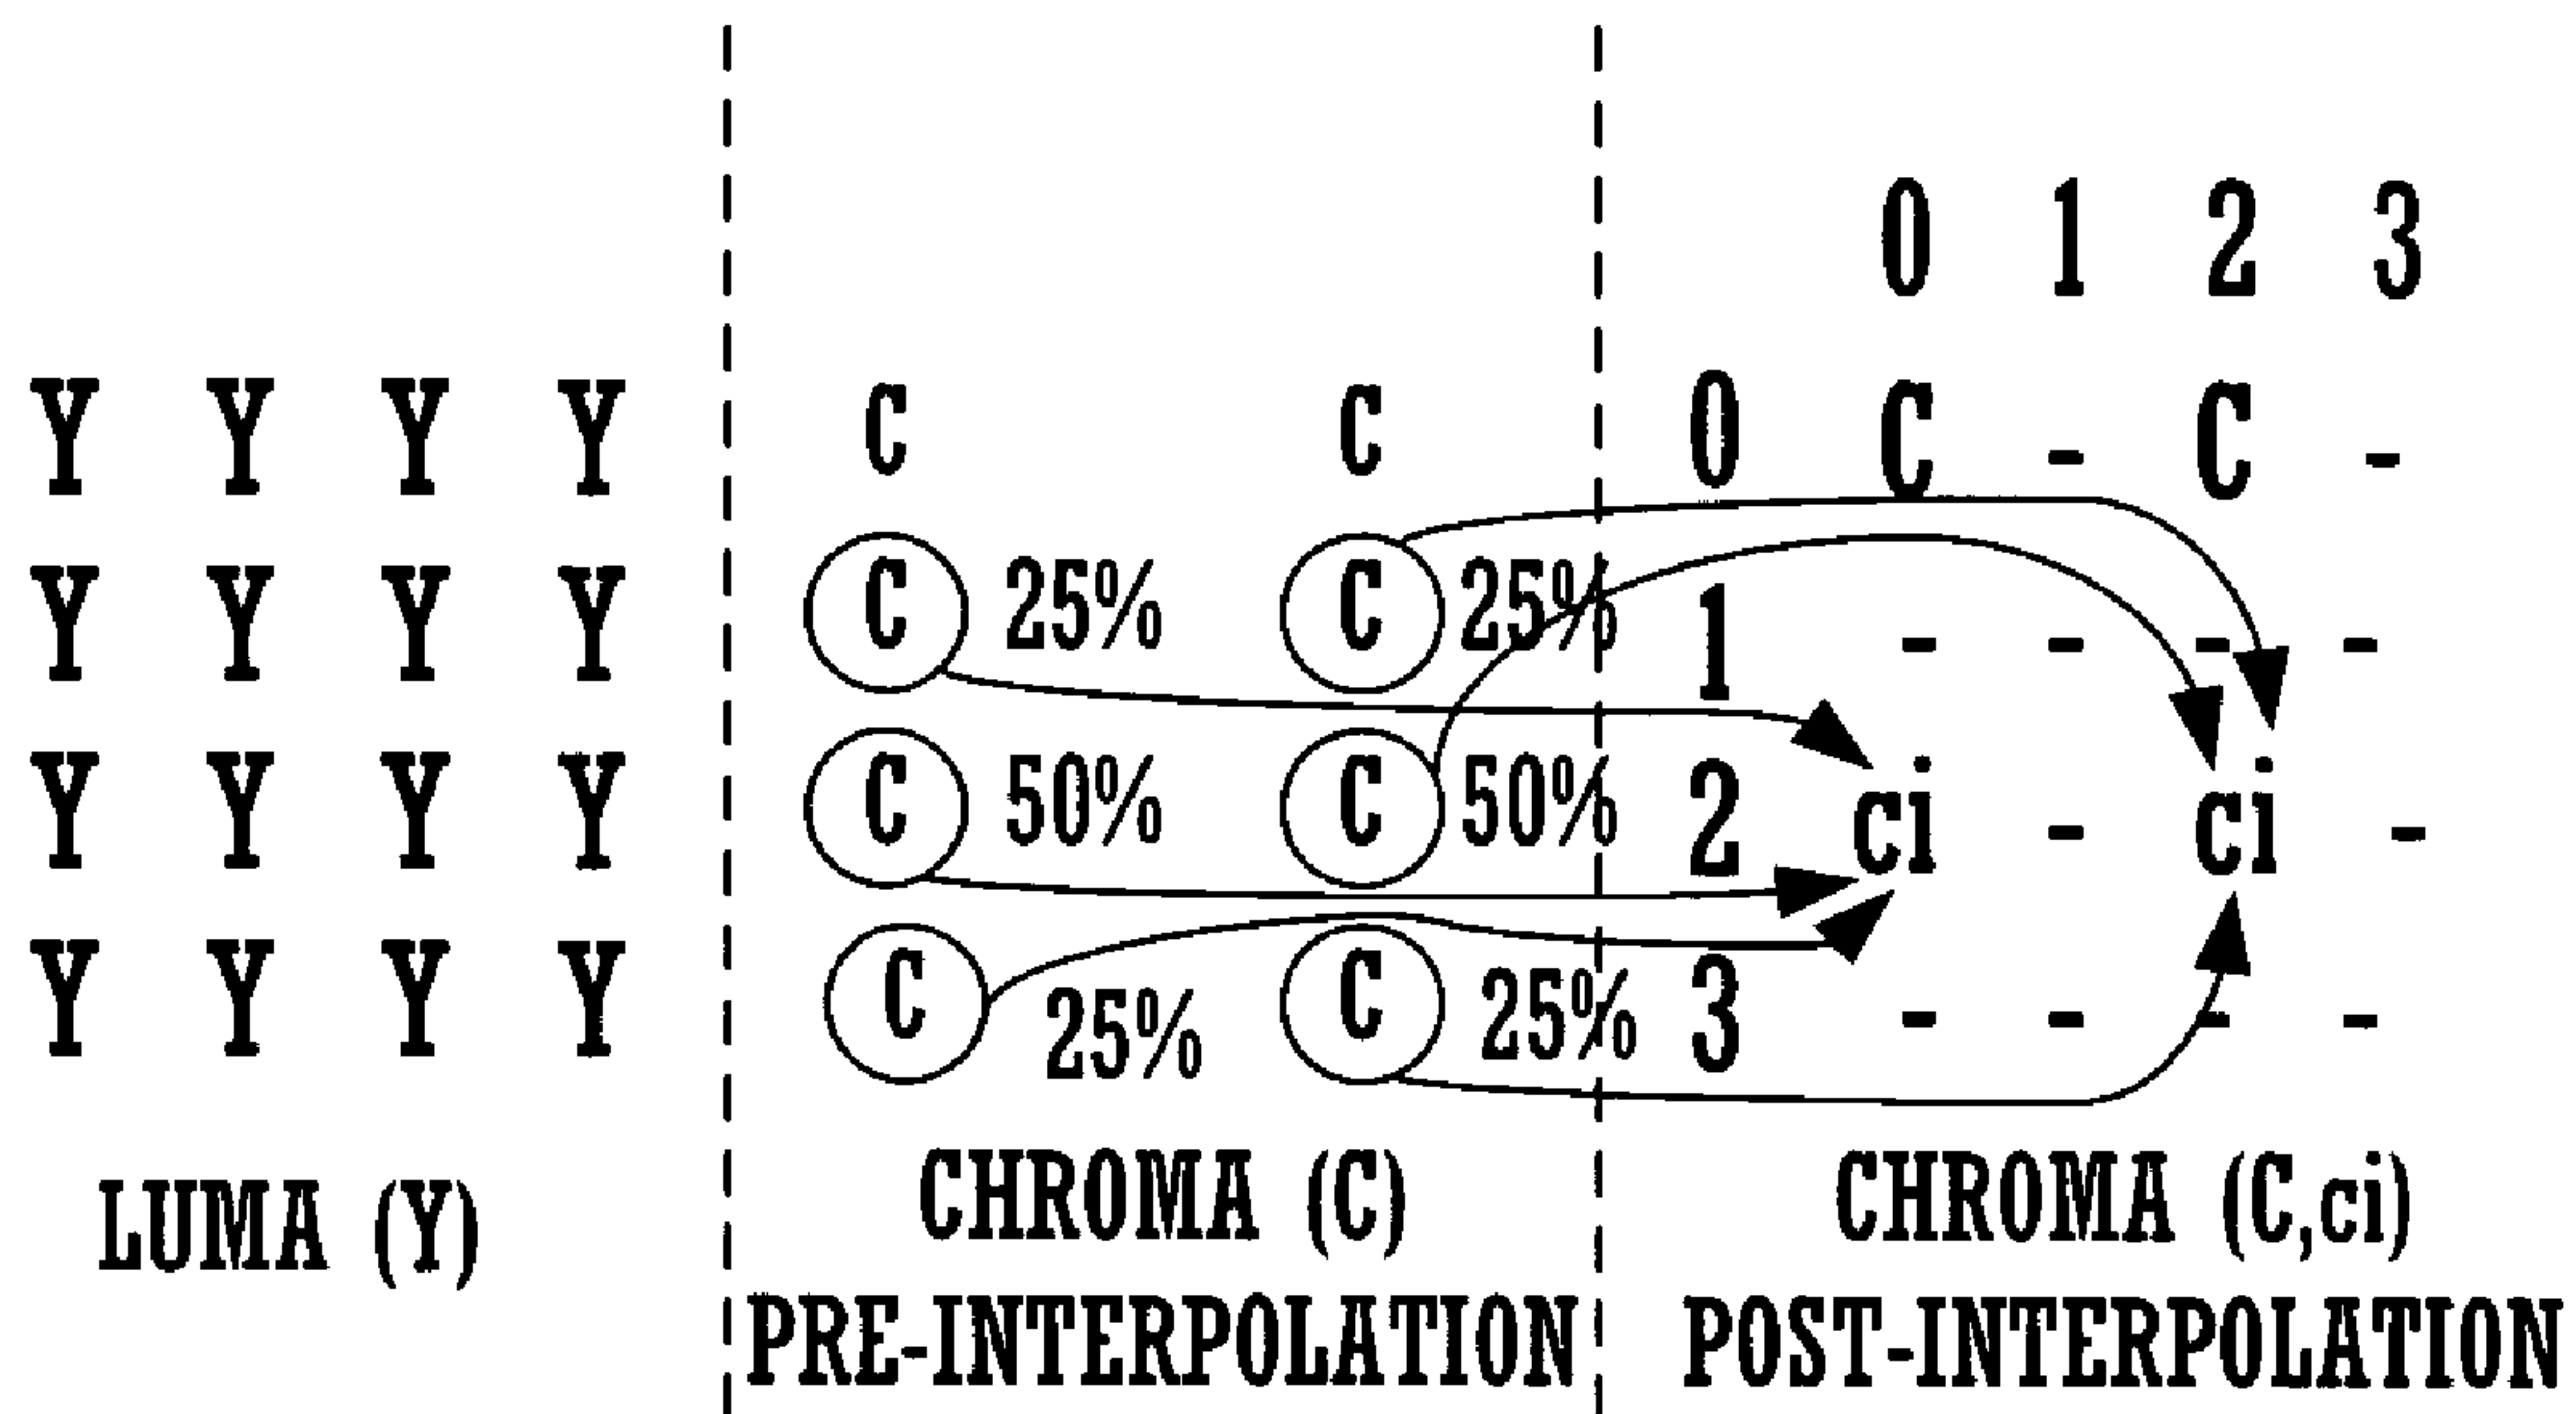 0 1 2 3
Y Y Y Y C C 0 C - C -
Y Y Y Y C 25% C 25% 1 - - - -
Y Y Y Y C 50% C 50% 2 ci - ci -
Y Y Y Y C 25% C 25% 3 - - - -
LUMA (Y) CHROMA (C) CHROMA (C,ci)
PRE-INTERPOLATION POST-INTERPOLATION